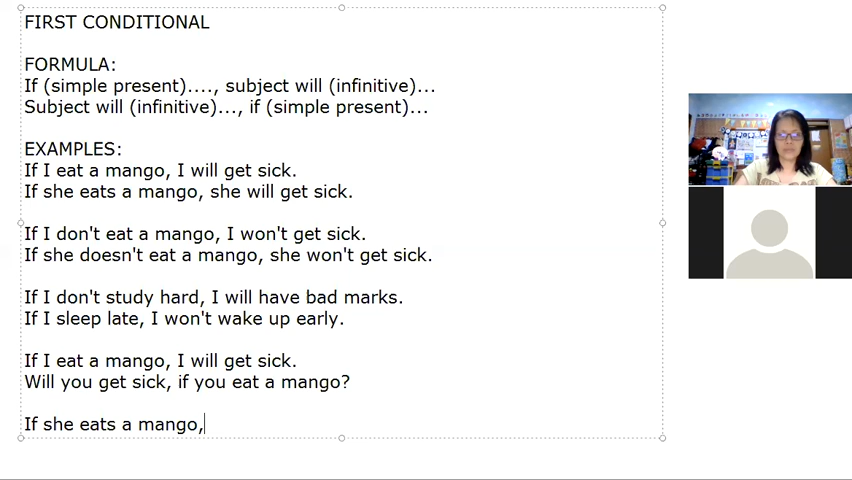 FIRST CONDITIONAL
FORMULA:
If (simple present)...., subject will (infinitive)...
Subject will (infinitive)..., if (simple present)...
EXAMPLES:
If I eat a mango, I will get sick.
If she eats a mango, she will get sick.
If I don't eat a mango, I won't get sick.
If she doesn't eat a mango, she won't get sick.
If I don't study hard, I will have bad marks.
If I sleep late, I won't wake up early.
If I eat a mango, I will get sick.
Will you get sick, if you eat a mango?
If she eats a mango,